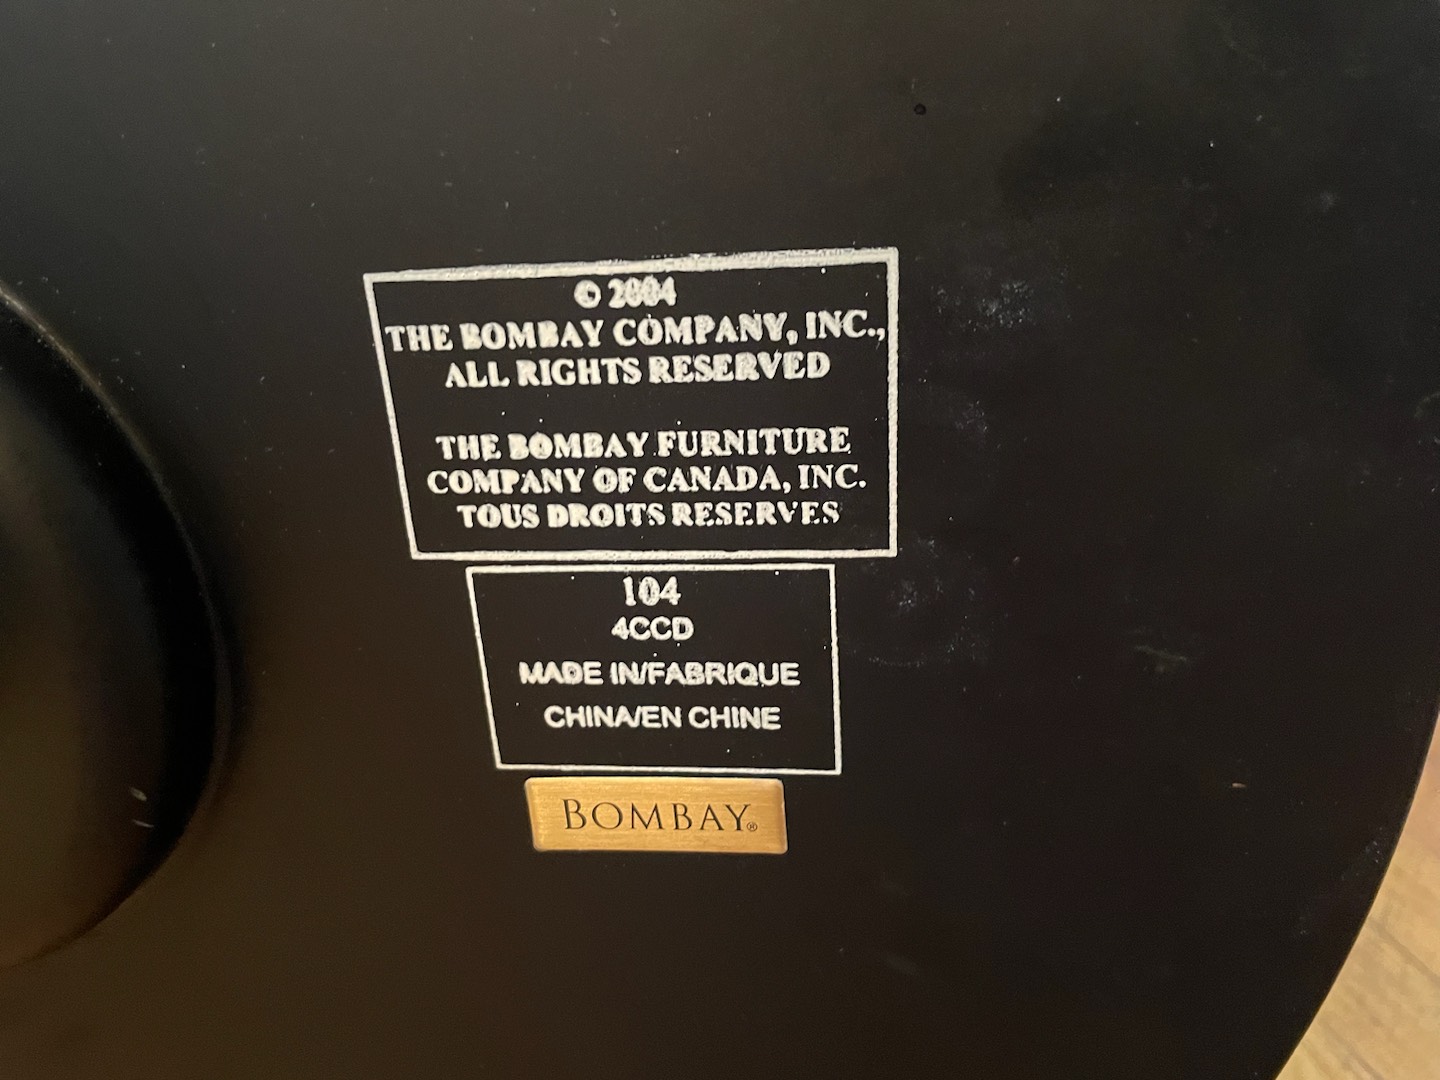 © 2004
THE BOMBAY COMPANY, INC.,
ALL RIGHTS RESERVED
THE BOMBAY FURNITURE
COMPANY OF CANADA, INC.
TOUS DROITS RESERVES
104
4CCD
MADE IN/FABRIQUE
CHINA/EN CHINE
BOMBAY®